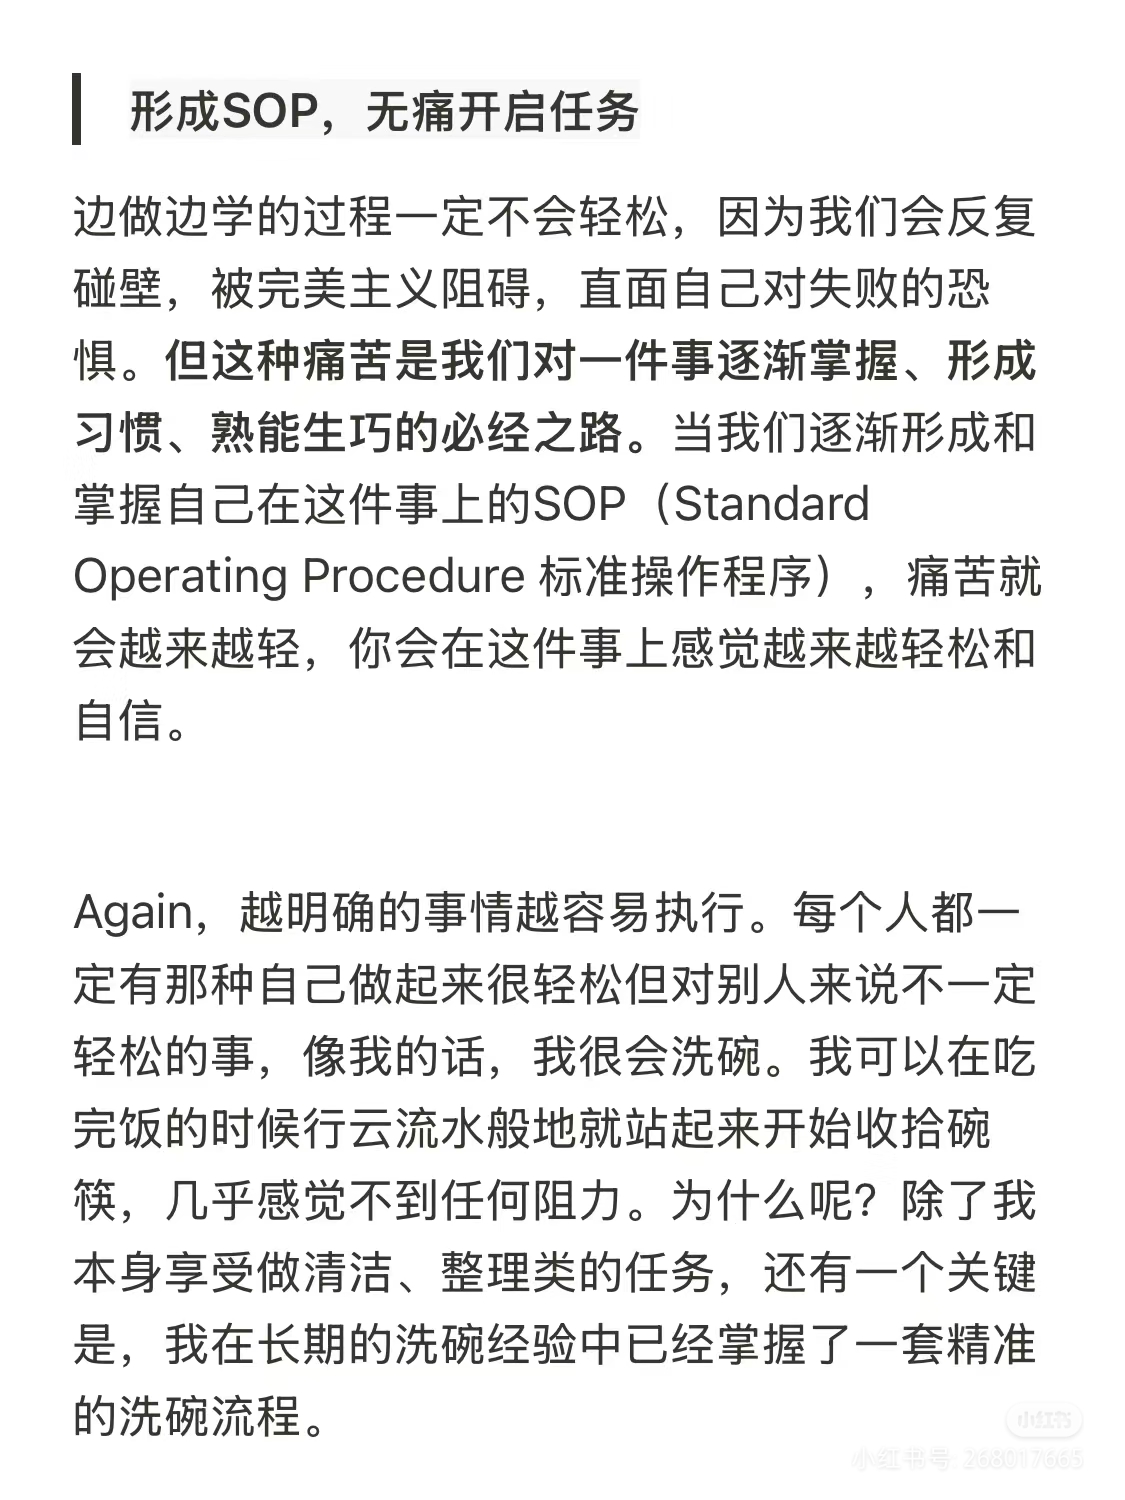 形成SOP，无痛开启任务
边做边学的过程一定不会轻松，因为我们会反复
碰壁，被完美主义阻碍，直面自己对失败的恐
惧。但这种痛苦是我们对一件事逐渐掌握、形成
习惯、熟能生巧的必经之路。当我们逐渐形成和
掌握自己在这件事上的SOP（Standard
Operating Procedure 标准操作程序），痛苦就
会越来越轻，你会在这件事上感觉越来越轻松和
自信。
Again，越明确的事情越容易执行。每个人都一
定有那种自己做起来很轻松但对别人来说不一定
轻松的事，像我的话，我很会洗碗。我可以在吃
完饭的时候行云流水般地就站起来开始收拾碗
筷，几乎感觉不到任何阻力。为什么呢？除了我
本身享受做清洁、整理类的任务，还有一个关键
是，我在长期的洗碗经验中已经掌握了一套精准
的洗碗流程。
小红书
小红书号: 268017665